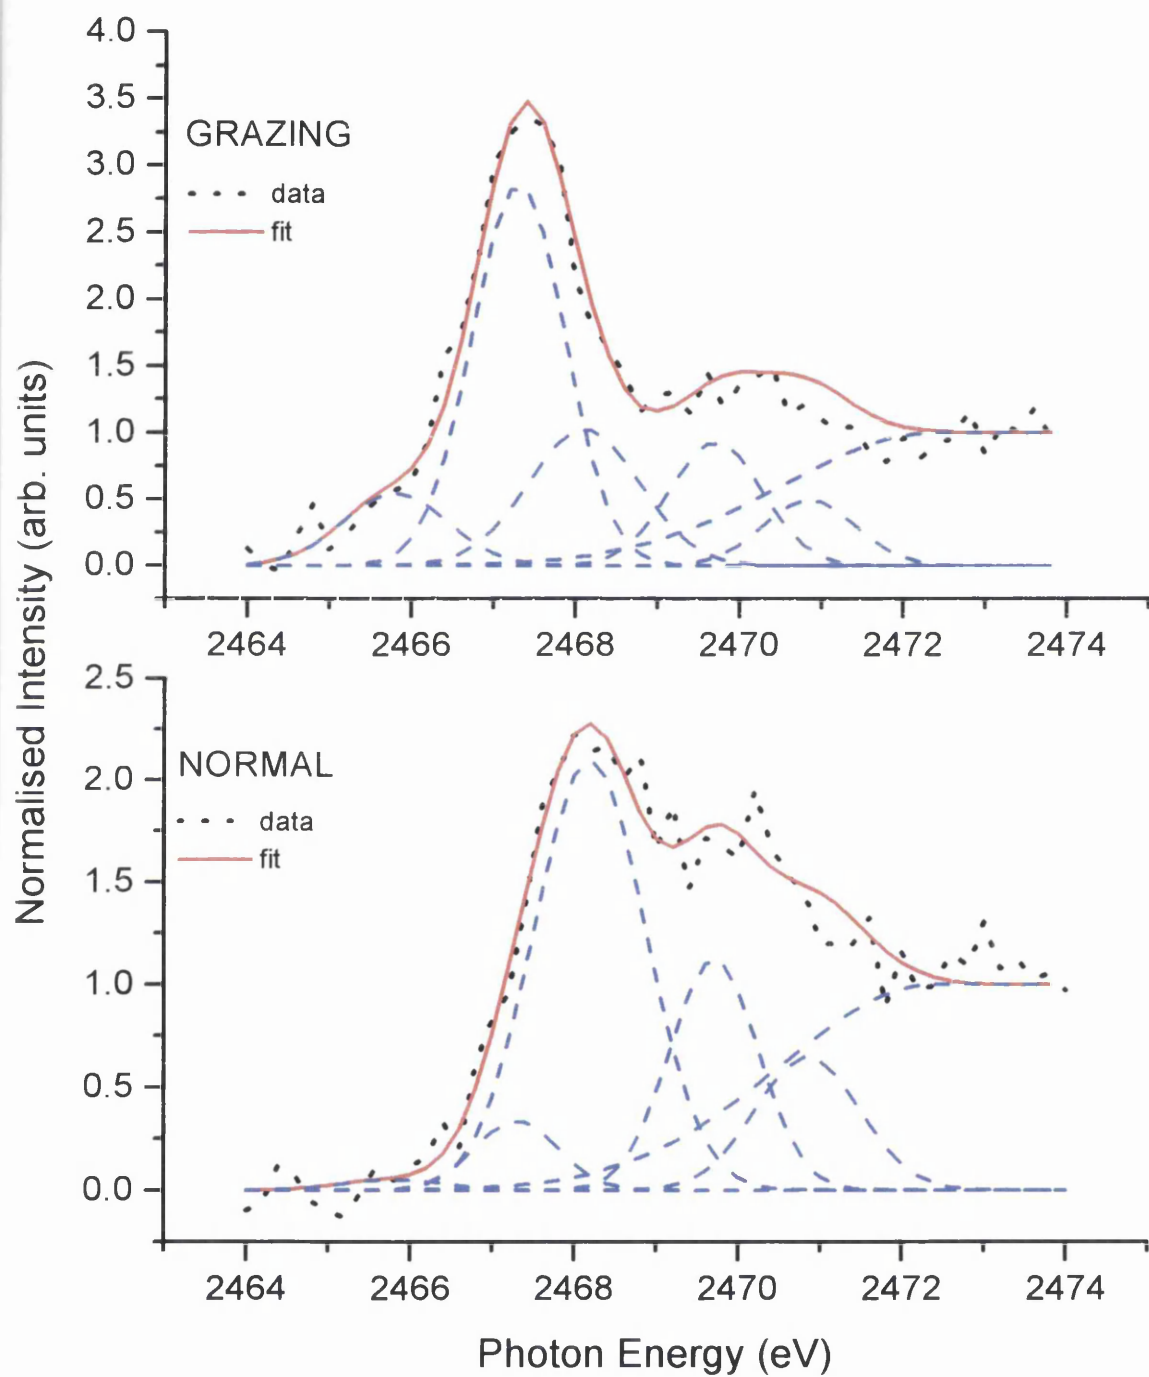 Normalised Intensity (arb. units)
4.0
3.5
3.0
2.5
2.0
1.5
1.0
0.5
0.0
GRAZING
data
fit
2464 2466 2468 2470 2472 2474
2.5
2.0
1.5
1.0
0.5
0.0
NORMAL
data
fit
2464 2466 2468 2470 2472 2474
Photon Energy (eV)